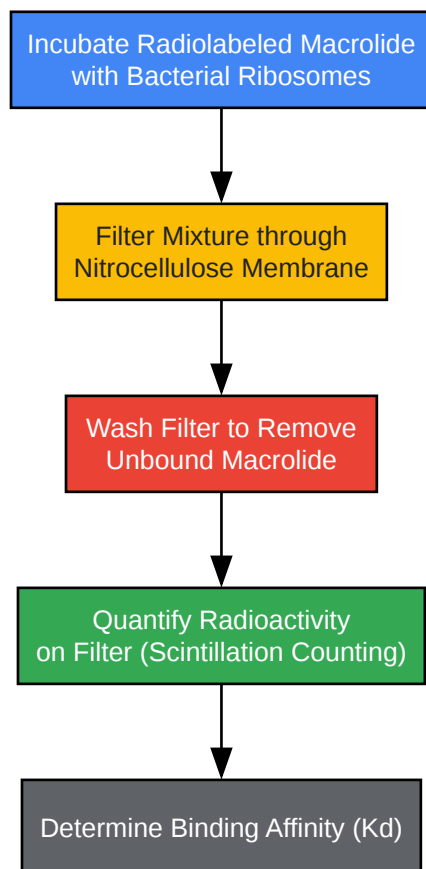 Incubate Radiolabeled Macrolide
with Bacterial Ribosomes
Filter Mixture through
Nitrocellulose Membrane
Wash Filter to Remove
Unbound Macrolide
Quantify Radioactivity
on Filter (Scintillation Counting)
Determine Binding Affinity (Kd)